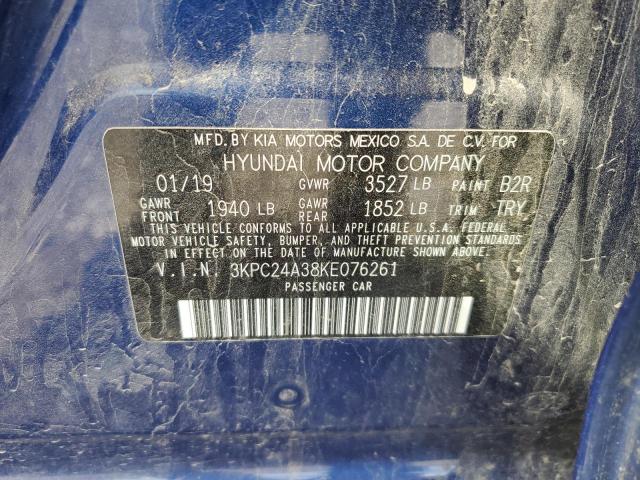 MFD. BY KIA MOTORS MEXICO S.A. DE C.V. FOR
HYUNDAI MOTOR COMPANY
01/19 GVWR 3527 LB PAINT B2R
GAWR FRONT 1940 LB GAWR REAR 1852 LB TRIM TRY
THIS VEHICLE CONFORMS TO ALL APPLICABLE U.S.A. FEDERAL
MOTOR VEHICLE SAFETY, BUMPER, AND THEFT PREVENTION STANDARDS
IN EFFECT ON THE DATE OF MANUFACTURE SHOWN ABOVE.
V.I.N. 3KPC24A38KE076261
PASSENGER CAR